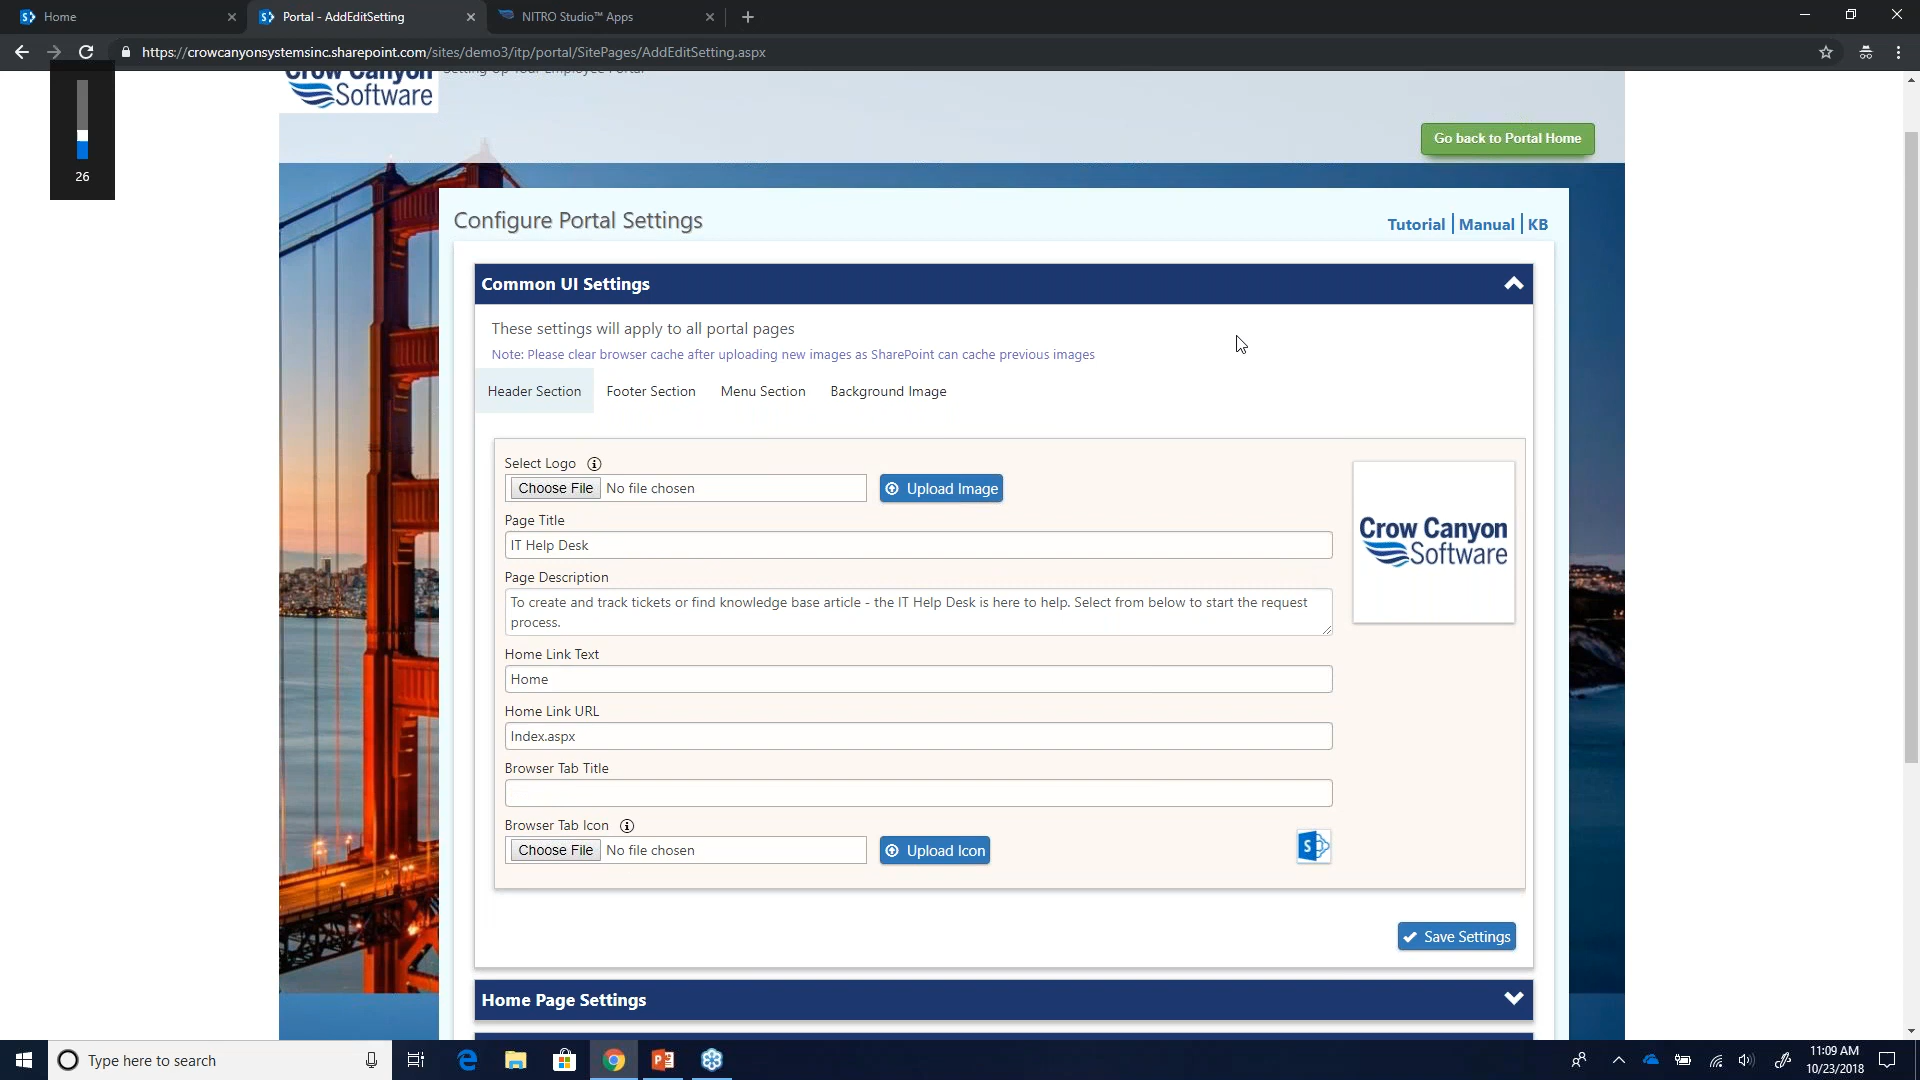 Home
Portal - AddEditSetting
NITRO Studio™ Apps
https://crowcanyonsystemsinc.sharepoint.com/sites/demo3/itp/portal/SitePages/AddEditSetting.aspx
Crow Canyon
Software
Setting Up Your Employee Portal
26
Go back to Portal Home
Configure Portal Settings
Tutorial | Manual | KB
Common UI Settings
These settings will apply to all portal pages
Note: Please clear browser cache after uploading new images as SharePoint can cache previous images
Header Section
Footer Section
Menu Section
Background Image
Select Logo
Choose File No file chosen
Upload Image
Page Title
IT Help Desk
Page Description
To create and track tickets or find knowledge base article - the IT Help Desk is here to help. Select from below to start the request
process.
Crow Canyon
Software
Home Link Text
Home
Home Link URL
Index.aspx
Browser Tab Title
Browser Tab Icon
Choose File No file chosen
Upload Icon
S
Save Settings
Home Page Settings
Type here to search
11:09 AM
10/23/2018